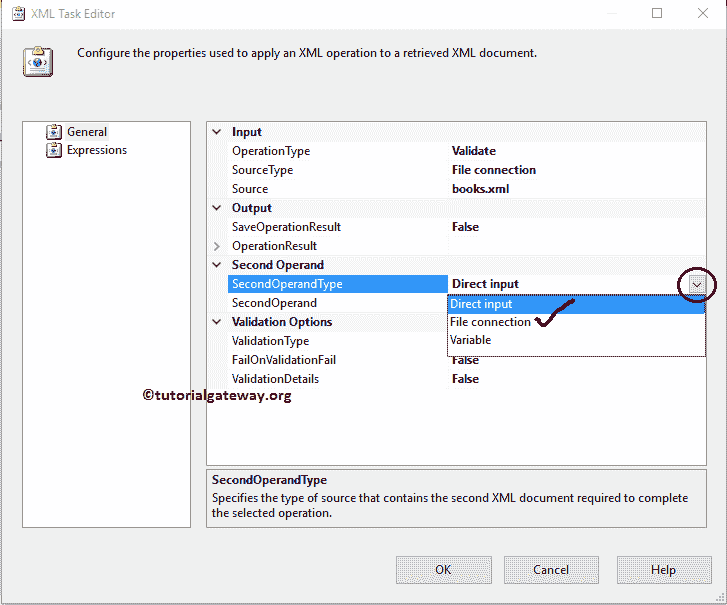 XML Task Editor
Configure the properties used to apply an XML operation to a retrieved XML document.
General
Expressions
Input
OperationType Validate
SourceType File connection
Source books.xml
Output
SaveOperationResult False
OperationResult
Second Operand
SecondOperandType Direct input
SecondOperand Direct input
File connection
Validation Options
Variable
ValidationType
FailOnValidationFail False
ValidationDetails False
©tutorialgateway.org
SecondOperandType
Specifies the type of source that contains the second XML document required to complete
the selected operation.
OK Cancel Help